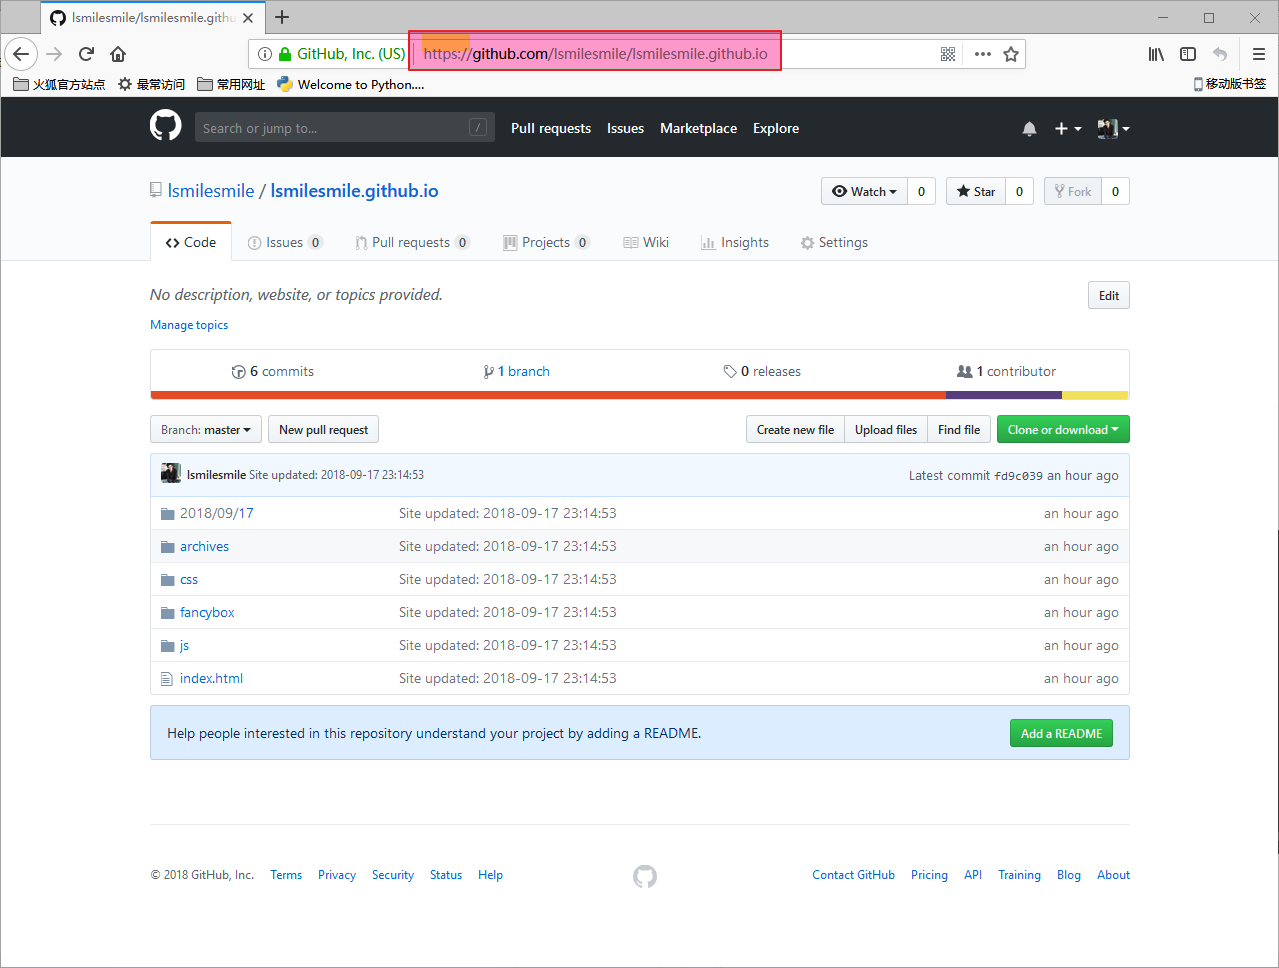 lsmilesmile/lsmilesmile.githu
GitHub, Inc. (US) https://github.com/lsmilesmile/lsmilesmile.github.io
火狐官方站点 最常访问 常用网址 Welcome to Python.... 移动版书签
Search or jump to... / Pull requests Issues Marketplace Explore
lsmilesmile / lsmilesmile.github.io Watch 0 Star 0 Fork 0
Code Issues 0 Pull requests 0 Projects 0 Wiki Insights Settings
No description, website, or topics provided. Edit
Manage topics
6 commits 1 branch 0 releases 1 contributor
Branch: master New pull request Create new file Upload files Find file Clone or download
lsmilesmile Site updated: 2018-09-17 23:14:53 Latest commit fd9c039 an hour ago
2018/09/17 Site updated: 2018-09-17 23:14:53 an hour ago
archives Site updated: 2018-09-17 23:14:53 an hour ago
css Site updated: 2018-09-17 23:14:53 an hour ago
fancybox Site updated: 2018-09-17 23:14:53 an hour ago
js Site updated: 2018-09-17 23:14:53 an hour ago
index.html Site updated: 2018-09-17 23:14:53 an hour ago
Help people interested in this repository understand your project by adding a README. Add a README
© 2018 GitHub, Inc. Terms Privacy Security Status Help Contact GitHub Pricing API Training Blog About